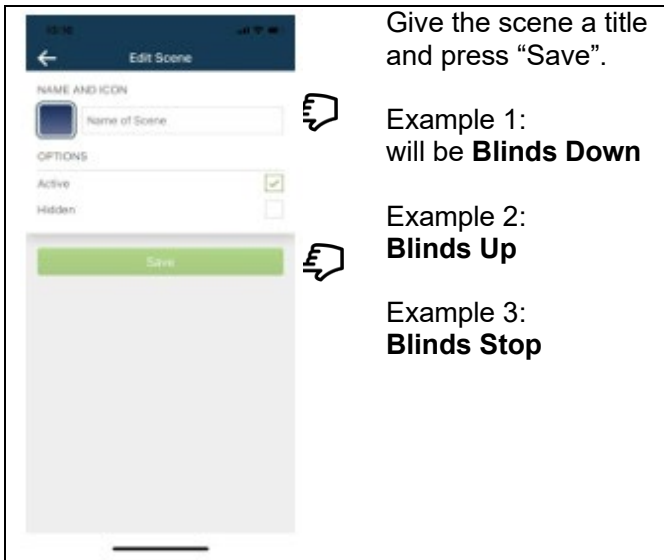 Edit Scene
NAME AND ICON
Name of Scene
OPTIONS
Active
Hidden
Save
Give the scene a title
and press “Save”.
Example 1:
will be Blinds Down
Example 2:
Blinds Up
Example 3:
Blinds Stop